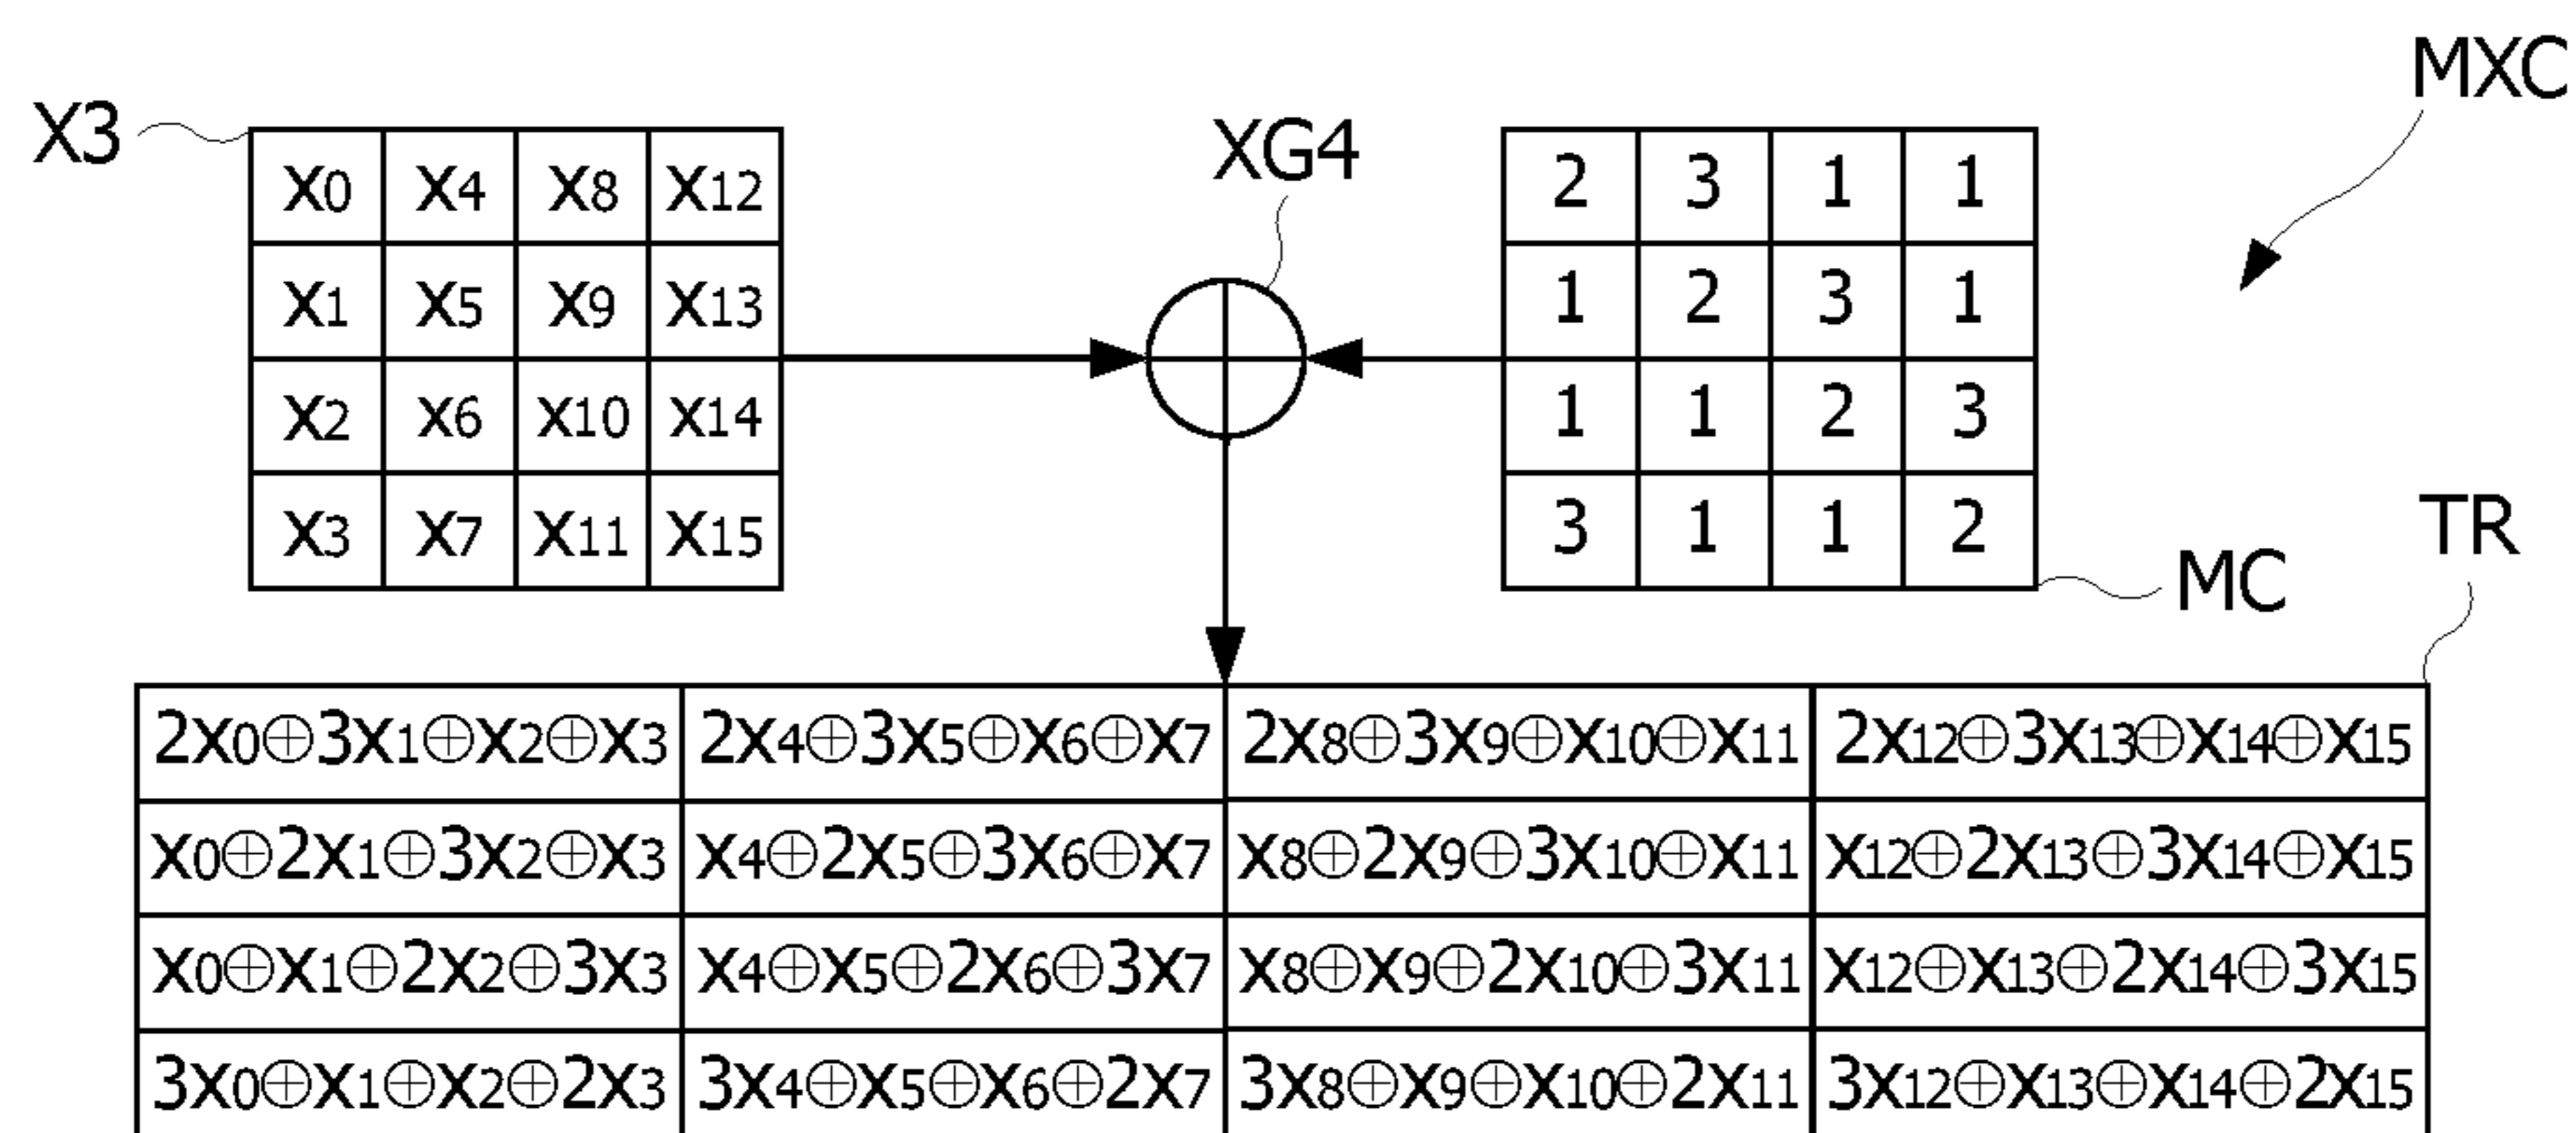 MXC
X3
XG4
X0 X4 X8 X12
X1 X5 X9 X13
X2 X6 X10 X14
X3 X7 X11 X15
2 3 1 1
1 2 3 1
1 1 2 3
3 1 1 2
MC
TR
2X0⊕3X1⊕X2⊕X3 2X4⊕3X5⊕X6⊕X7 2X8⊕3X9⊕X10⊕X11 2X12⊕3X13⊕X14⊕X15
X0⊕2X1⊕3X2⊕X3 X4⊕2X5⊕3X6⊕X7 X8⊕2X9⊕3X10⊕X11 X12⊕2X13⊕3X14⊕X15
X0⊕X1⊕2X2⊕3X3 X4⊕X5⊕2X6⊕3X7 X8⊕X9⊕2X10⊕3X11 X12⊕X13⊕2X14⊕3X15
3X0⊕X1⊕X2⊕2X3 3X4⊕X5⊕X6⊕2X7 3X8⊕X9⊕X10⊕2X11 3X12⊕X13⊕X14⊕2X15